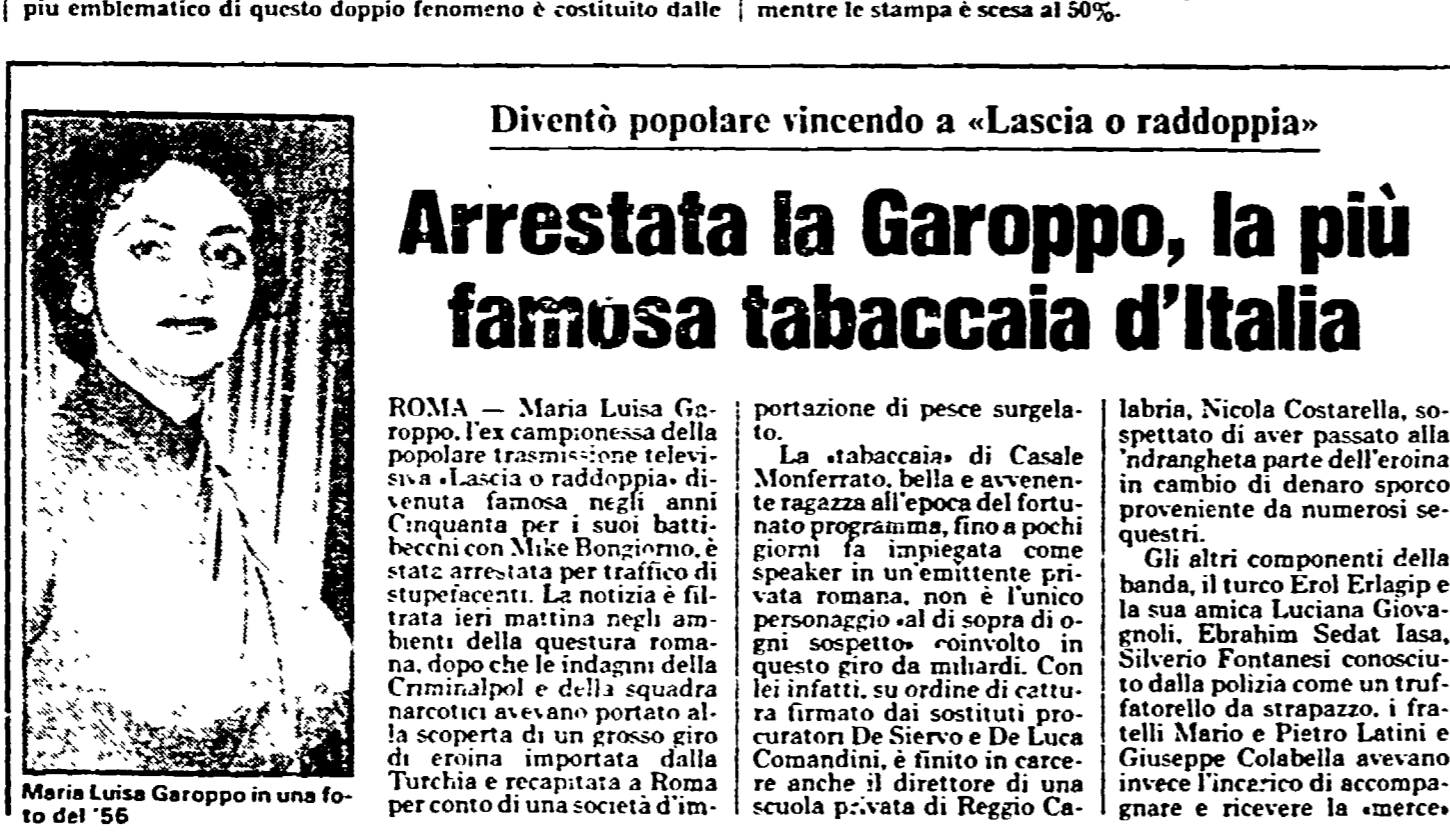 più emblematico di questo doppio fenomeno è costituito dalle
mentre le stampa è scesa al 50%.
Diventò popolare vincendo a «Lascia o raddoppia»
Arrestata la Garoppo, la più
famosa tabaccaia d'Italia
Maria Luisa Garoppo in una fo-
to del '56
ROMA — Maria Luisa Ga-
roppo, l'ex campionessa della
popolare trasmissione televi-
siva «Lascia o raddoppia» di-
venuta famosa negli anni
Cinquanta per i suoi batti-
becchi con Mike Bongiorno, è
stata arrestata per traffico di
stupefacenti. La notizia è fil-
trata ieri mattina negli am-
bienti della questura roma-
na, dopo che le indagini della
Criminalpol e della squadra
narcotici avevano portato al-
la scoperta di un grosso giro
di eroina importata dalla
Turchia e recapitata a Roma
per conto di una società d'im-
portazione di pesce surgela-
to.
La «tabaccaia» di Casale
Monferrato, bella e avvenen-
te ragazza all'epoca del fortu-
nato programma, fino a pochi
giorni fa impiegata come
speaker in un'emittente pri-
vata romana, non è l'unico
personaggio «al di sopra di o-
gni sospetto» coinvolto in
questo giro da miliardi. Con
lei infatti, su ordine di cattu-
ra firmato dai sostituti pro-
curatori De Siervo e De Luca
Comandini, è finito in carce-
re anche il direttore di una
scuola privata di Reggio Ca-
labria, Nicola Costarella, so-
spettato di aver passato alla
'ndrangheta parte dell'eroina
in cambio di denaro sporco
proveniente da numerosi se-
questri.
Gli altri componenti della
banda, il turco Erol Erlagip e
la sua amica Luciana Giova-
gnoli, Ebrahim Sedat Iasa,
Silverio Fontanesi conosciu-
to dalla polizia come un truf-
fatorello da strapazzo, i fra-
telli Mario e Pietro Latini e
Giuseppe Colabella avevano
invece l'incarico di accompa-
gnare e ricevere la «merce»